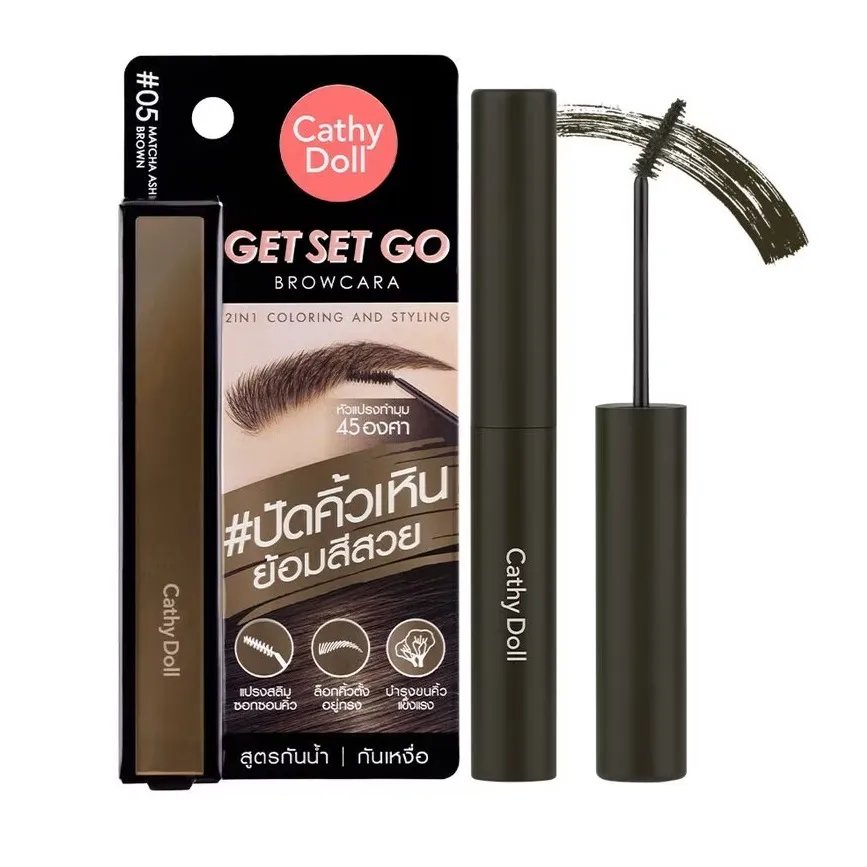 #05
MATCHA ASH
BROWN
Cathy
Doll
GET SET GO
BROWCARA
2IN1 COLORING AND STYLING
หัวแปรงทำมุม
45 องศา
#ปัดคิ้วเหิน
ย้อมสีสวย
แปรงสลิม
ซอกซอนคิ้ว
ล็อกคิ้วตั้ง
อยู่ทรง
บำรุงขนคิ้ว
แข็งแรง
สูตรกันน้ำ | กันเหงื่อ
Cathy Doll
Cathy Doll